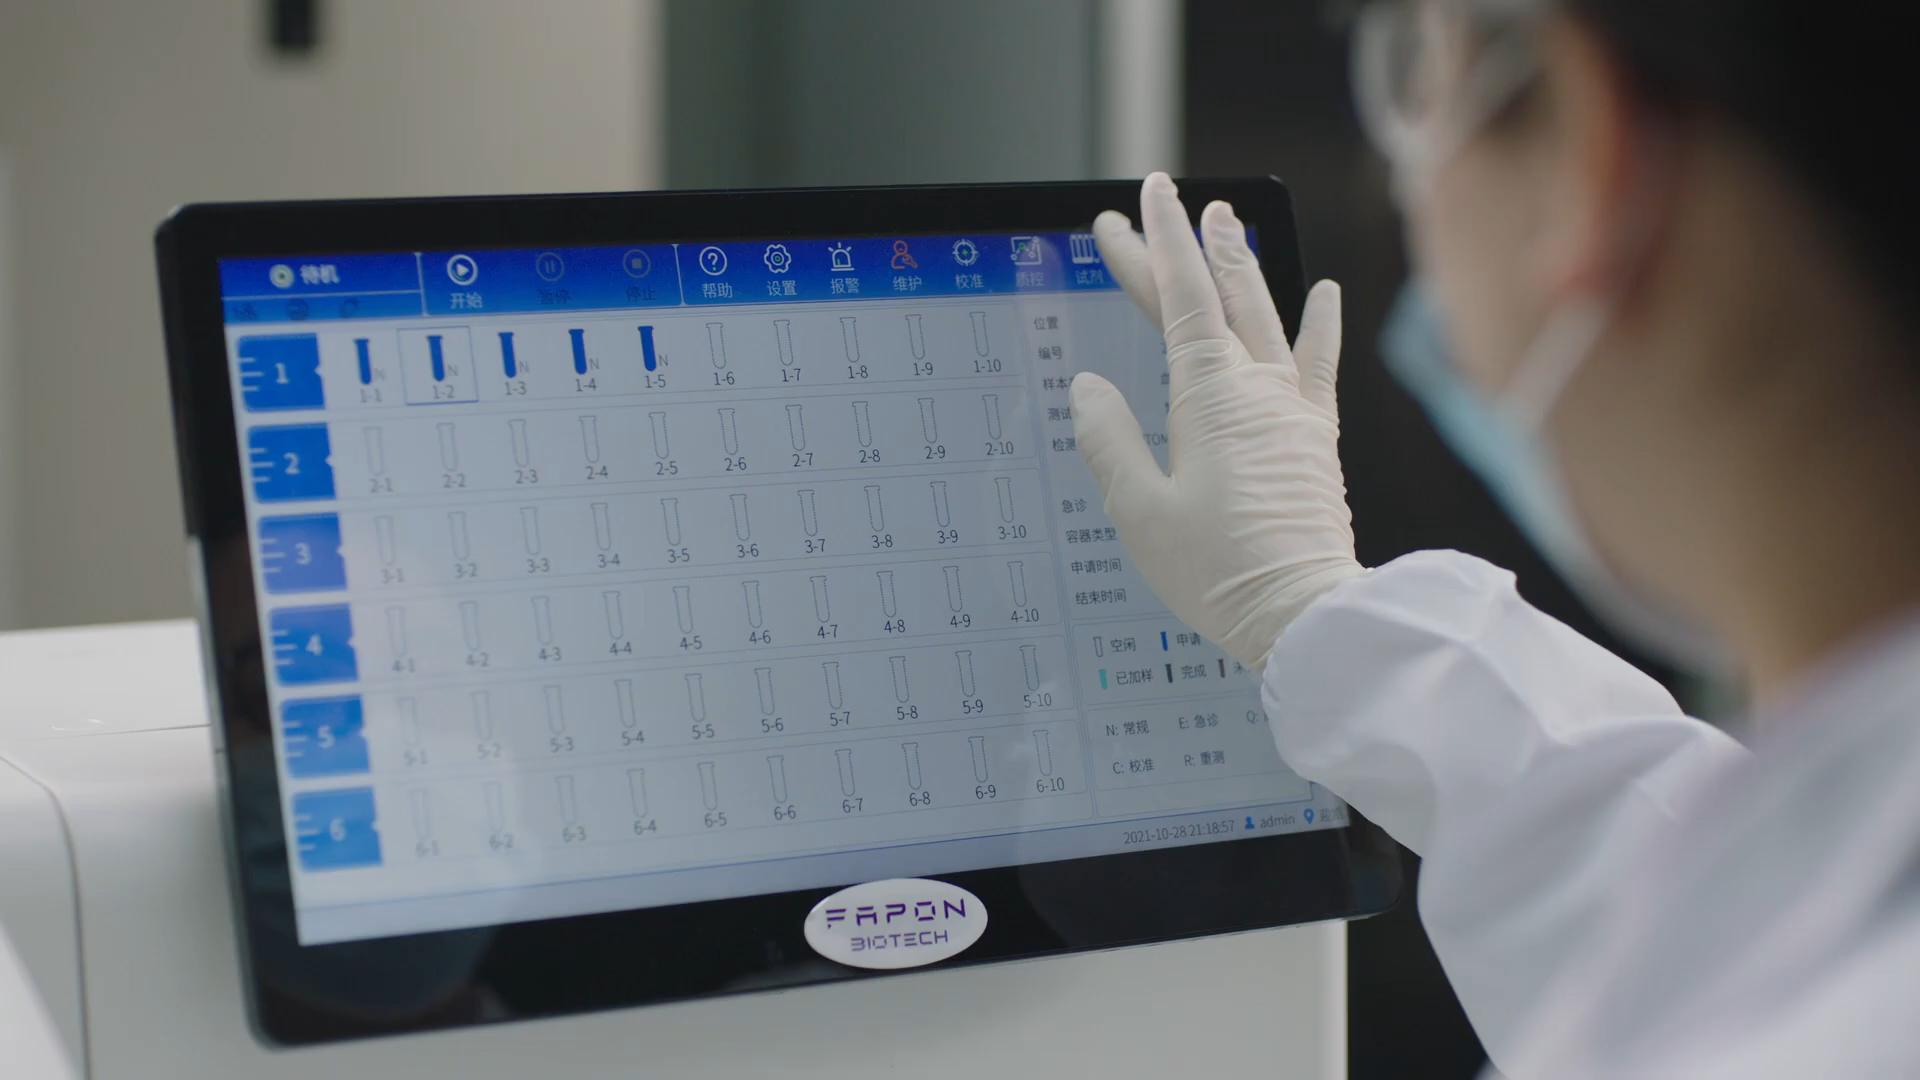 待机
开始 暂停 停止 帮助 设置 报警 维护 校准 质控 试剂
1 N N N N N
1-1 1-2 1-3 1-4 1-5 1-6 1-7 1-8 1-9 1-10
2
2-1 2-2 2-3 2-4 2-5 2-6 2-7 2-8 2-9 2-10
3
3-1 3-2 3-3 3-4 3-5 3-6 3-7 3-8 3-9 3-10
4
4-1 4-2 4-3 4-4 4-5 4-6 4-7 4-8 4-9 4-10
5
5-1 5-2 5-3 5-4 5-5 5-6 5-7 5-8 5-9 5-10
6
6-1 6-2 6-3 6-4 6-5 6-6 6-7 6-8 6-9 6-10
位置
编号
样本
测试
检测
急诊
容器类型
申请时间
结束时间
空闲 申请
已加样 完成
N: 常规 E: 急诊 Q:
C: 校准 R: 重测
2021-10-28 21:18:57 admin
FAPON
BIOTECH